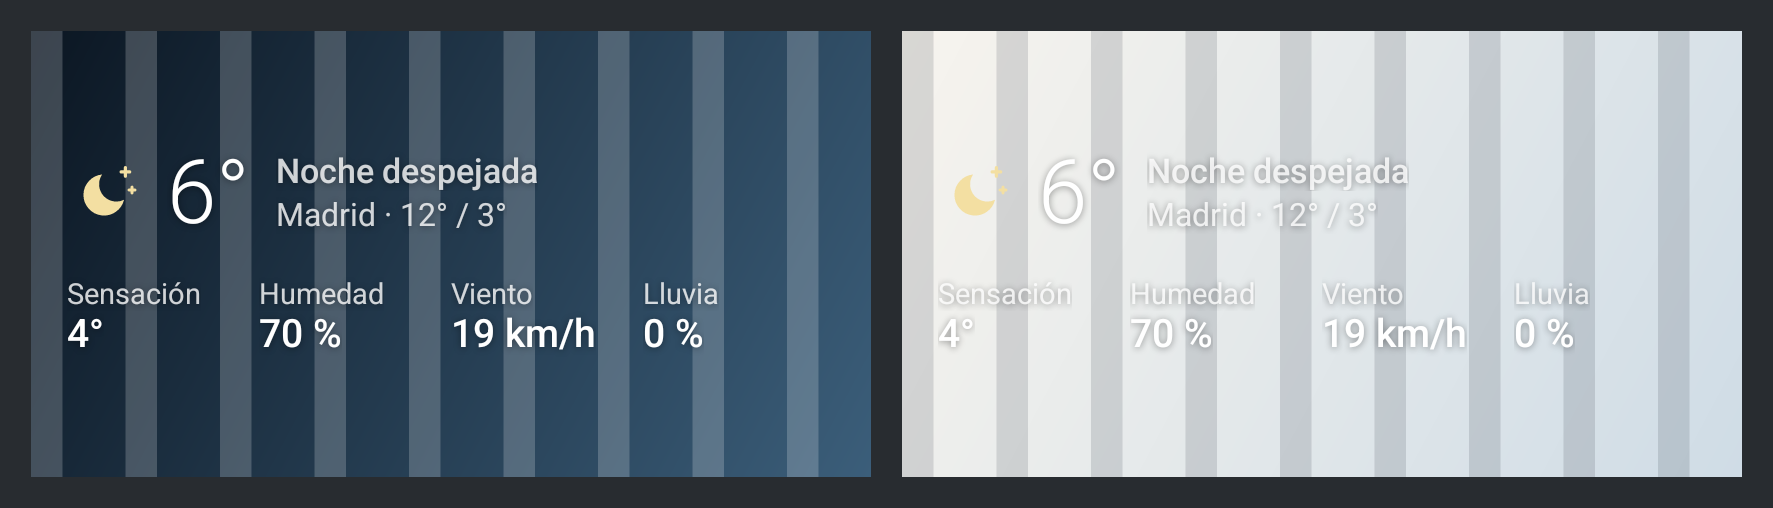 6°
Noche despejada
Madrid · 12° / 3°
Sensación Humedad Viento Lluvia
4° 70 % 19 km/h 0 %
6°
Noche despejada
Madrid · 12° / 3°
Sensación Humedad Viento Lluvia
4° 70 % 19 km/h 0 %